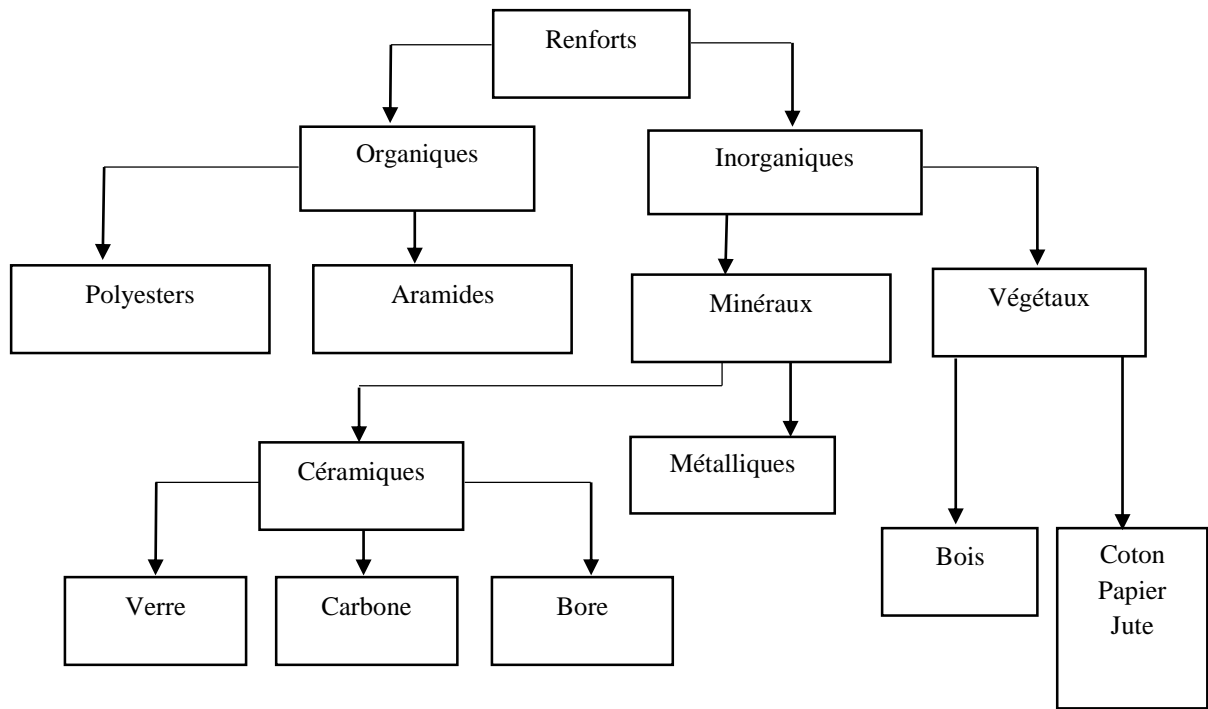 Renforts
Organiques
Inorganiques
Polyesters
Aramides
Minéraux
Végétaux
Céramiques
Métalliques
Verre
Carbone
Bore
Bois
Coton
Papier
Jute